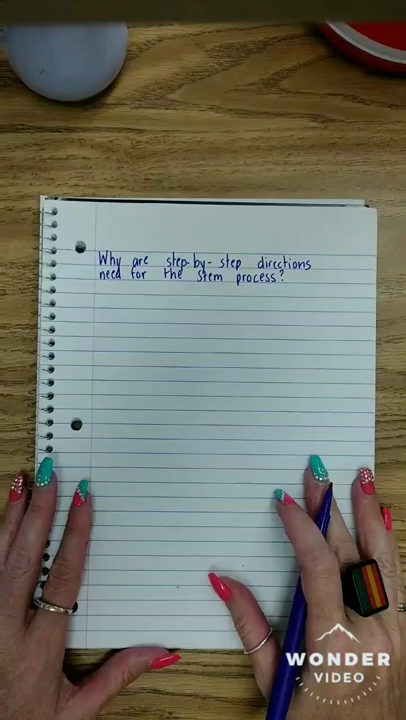 Why are step-by-step directions
need for the stem process?
WONDER
VIDEO